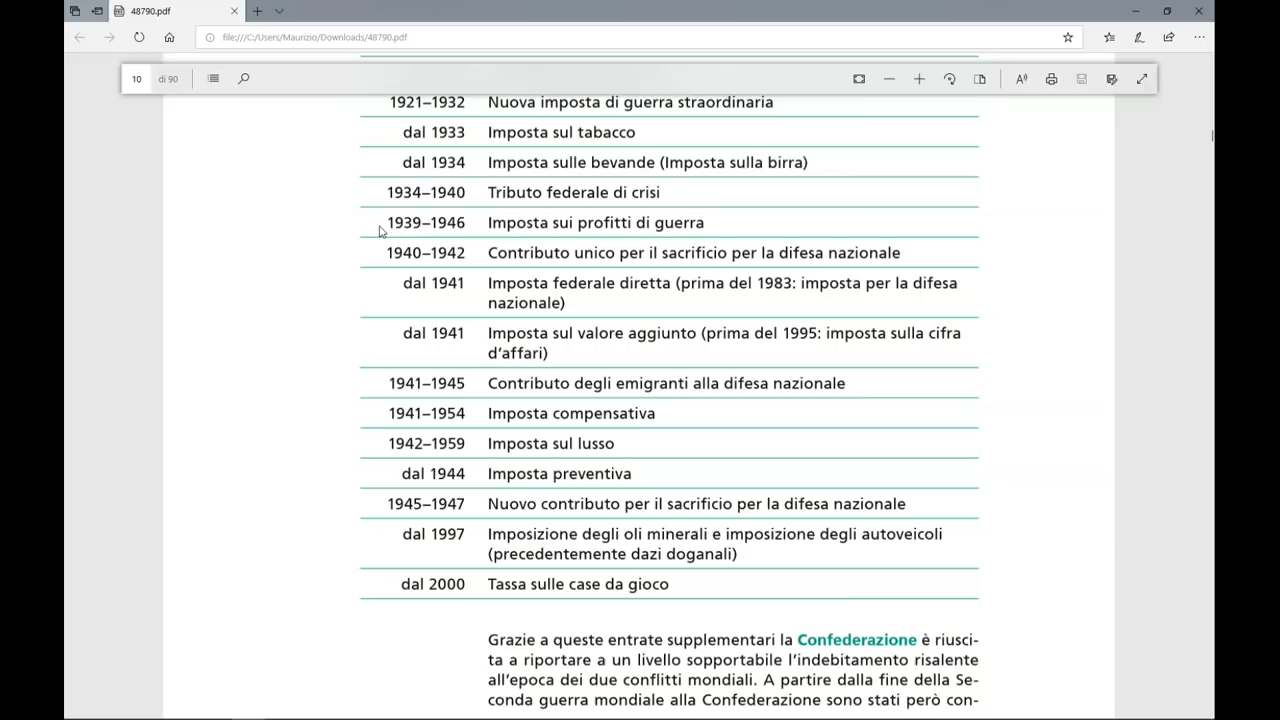 48790.pdf
file:///C:/Users/Maurizio/Downloads/48790.pdf
10 di 90
1921–1932 Nuova imposta di guerra straordinaria
dal 1933 Imposta sul tabacco
dal 1934 Imposta sulle bevande (Imposta sulla birra)
1934–1940 Tributo federale di crisi
1939–1946 Imposta sui profitti di guerra
1940–1942 Contributo unico per il sacrificio per la difesa nazionale
dal 1941 Imposta federale diretta (prima del 1983: imposta per la difesa
nazionale)
dal 1941 Imposta sul valore aggiunto (prima del 1995: imposta sulla cifra
d’affari)
1941–1945 Contributo degli emigranti alla difesa nazionale
1941–1954 Imposta compensativa
1942–1959 Imposta sul lusso
dal 1944 Imposta preventiva
1945–1947 Nuovo contributo per il sacrificio per la difesa nazionale
dal 1997 Imposizione degli oli minerali e imposizione degli autoveicoli
(precedentemente dazi doganali)
dal 2000 Tassa sulle case da gioco
Grazie a queste entrate supplementari la Confederazione è riusci-
ta a riportare a un livello sopportabile l’indebitamento risalente
all’epoca dei due conflitti mondiali. A partire dalla fine della Se-
conda guerra mondiale alla Confederazione sono stati però con-